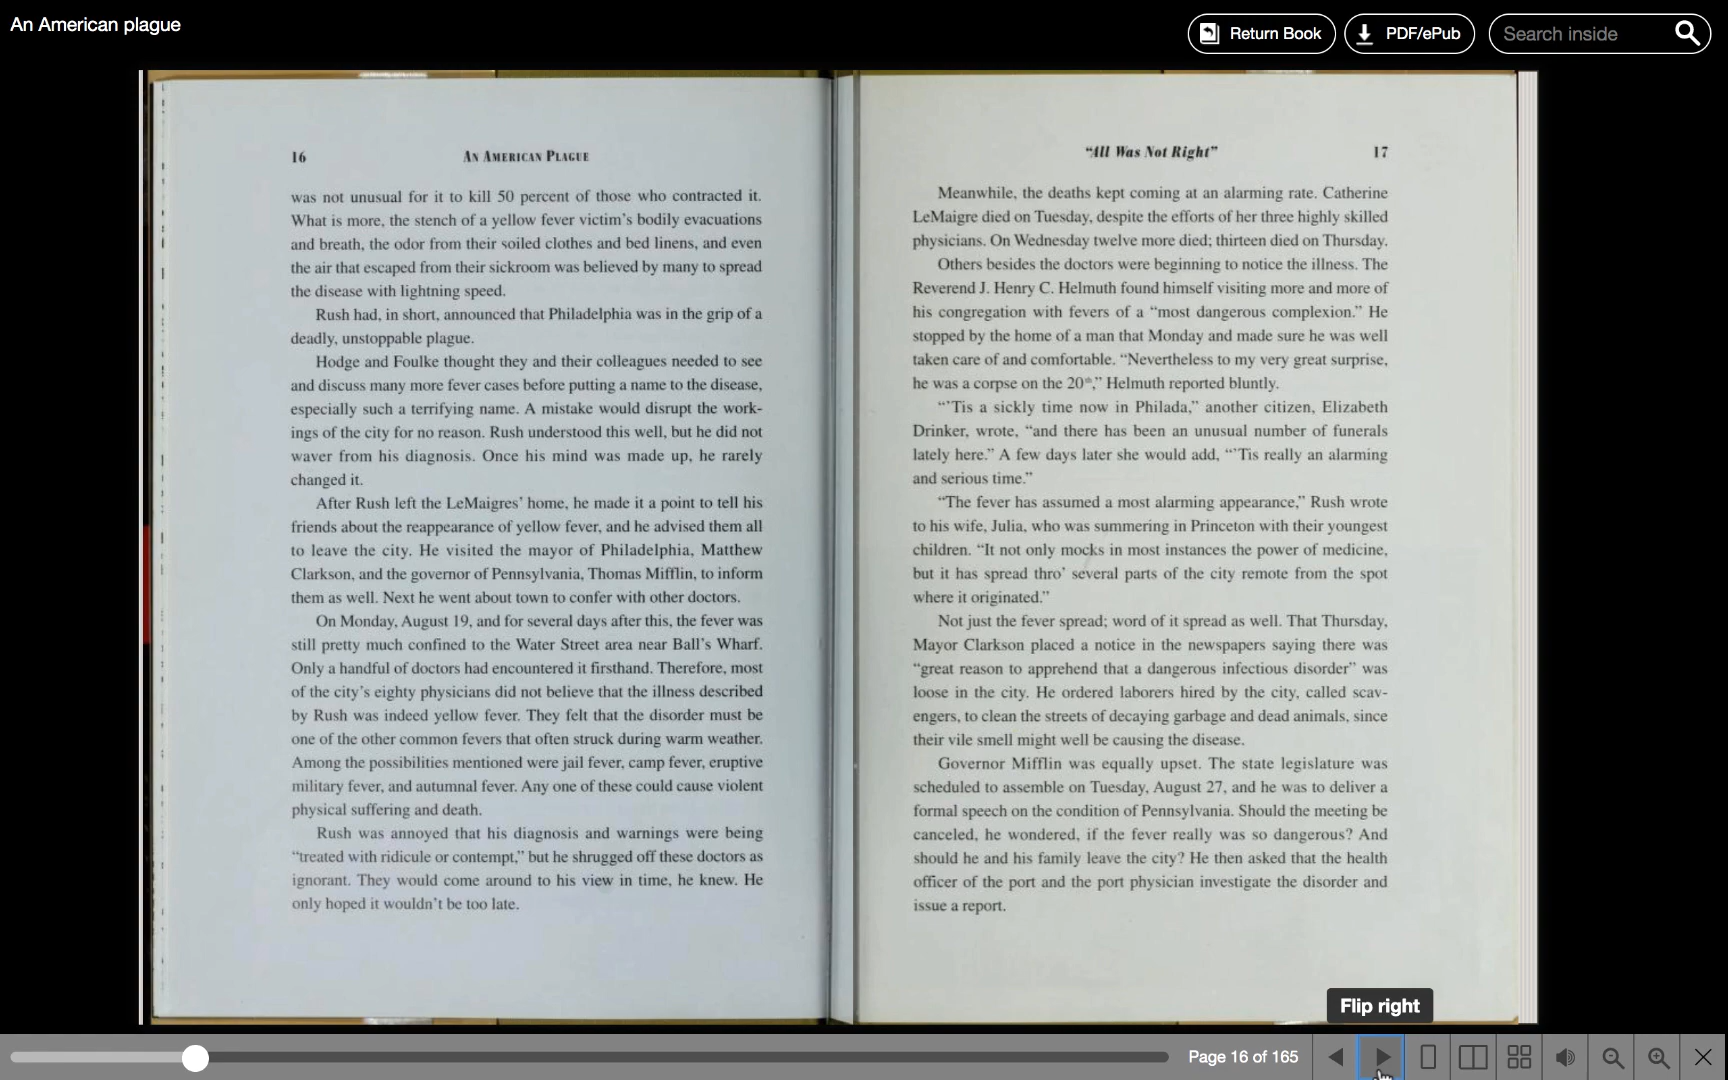 An American plague
Return Book
PDF/ePub
Search inside
16
AN AMERICAN PLAGUE
was not unusual for it to kill 50 percent of those who contracted it.
What is more, the stench of a yellow fever victim's bodily evacuations
and breath, the odor from their soiled clothes and bed linens, and even
the air that escaped from their sickroom was believed by many to spread
the disease with lightning speed.
Rush had, in short, announced that Philadelphia was in the grip of a
deadly, unstoppable plague.
Hodge and Foulke thought they and their colleagues needed to see
and discuss many more fever cases before putting a name to the disease,
especially such a terrifying name. A mistake would disrupt the work-
ings of the city for no reason. Rush understood this well, but he did not
waver from his diagnosis. Once his mind was made up, he rarely
changed it.
After Rush left the LeMaigres' home, he made it a point to tell his
friends about the reappearance of yellow fever, and he advised them all
to leave the city. He visited the mayor of Philadelphia, Matthew
Clarkson, and the governor of Pennsylvania, Thomas Mifflin, to inform
them as well. Next he went about town to confer with other doctors.
On Monday, August 19, and for several days after this, the fever was
still pretty much confined to the Water Street area near Ball's Wharf.
Only a handful of doctors had encountered it firsthand. Therefore, most
of the city's eighty physicians did not believe that the illness described
by Rush was indeed yellow fever. They felt that the disorder must be
one of the other common fevers that often struck during warm weather.
Among the possibilities mentioned were jail fever, camp fever, eruptive
military fever, and autumnal fever. Any one of these could cause violent
physical suffering and death.
Rush was annoyed that his diagnosis and warnings were being
“treated with ridicule or contempt,” but he shrugged off these doctors as
ignorant. They would come around to his view in time, he knew. He
only hoped it wouldn't be too late.
“All Was Not Right”
17
Meanwhile, the deaths kept coming at an alarming rate. Catherine
LeMaigre died on Tuesday, despite the efforts of her three highly skilled
physicians. On Wednesday twelve more died; thirteen died on Thursday.
Others besides the doctors were beginning to notice the illness. The
Reverend J. Henry C. Helmuth found himself visiting more and more of
his congregation with fevers of a “most dangerous complexion.” He
stopped by the home of a man that Monday and made sure he was well
taken care of and comfortable. “Nevertheless to my very great surprise,
he was a corpse on the 20th,” Helmuth reported bluntly.
“’Tis a sickly time now in Philada,” another citizen, Elizabeth
Drinker, wrote, “and there has been an unusual number of funerals
lately here.” A few days later she would add, “’Tis really an alarming
and serious time.”
“The fever has assumed a most alarming appearance,” Rush wrote
to his wife, Julia, who was summering in Princeton with their youngest
children. “It not only mocks in most instances the power of medicine,
but it has spread thro’ several parts of the city remote from the spot
where it originated.”
Not just the fever spread; word of it spread as well. That Thursday,
Mayor Clarkson placed a notice in the newspapers saying there was
“great reason to apprehend that a dangerous infectious disorder” was
loose in the city. He ordered laborers hired by the city, called scav-
engers, to clean the streets of decaying garbage and dead animals, since
their vile smell might well be causing the disease.
Governor Mifflin was equally upset. The state legislature was
scheduled to assemble on Tuesday, August 27, and he was to deliver a
formal speech on the condition of Pennsylvania. Should the meeting be
canceled, he wondered, if the fever really was so dangerous? And
should he and his family leave the city? He then asked that the health
officer of the port and the port physician investigate the disorder and
issue a report.
Flip right
Page 16 of 165